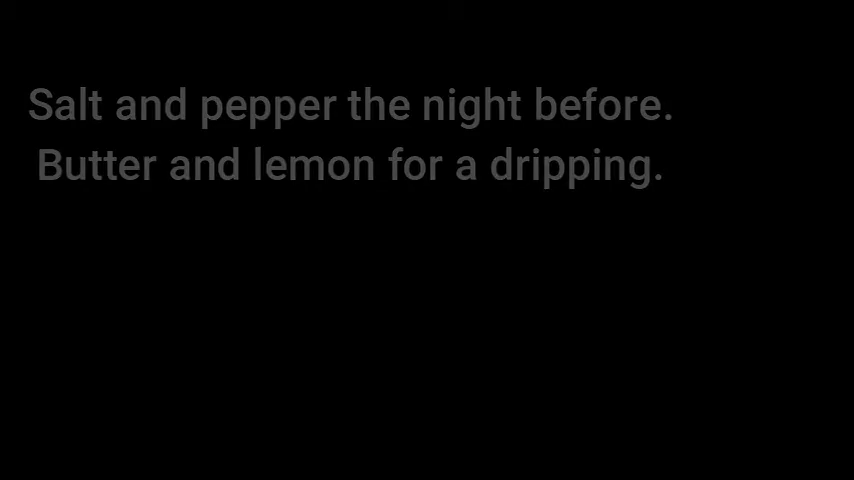 Salt and pepper the night before.
Butter and lemon for a dripping.